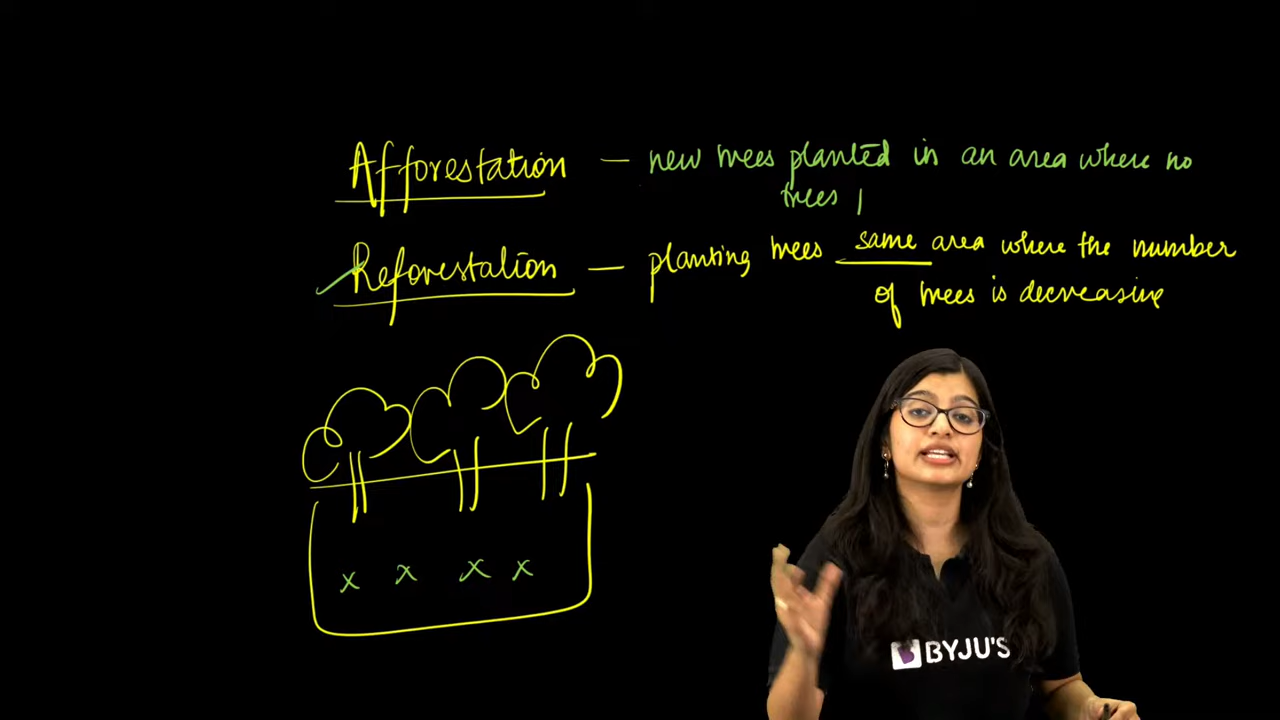 Afforestation — new trees planted in an area where no
trees |
Reforestation — planting trees same area where the number
of trees is decreasing
x x x x
BYJU'S